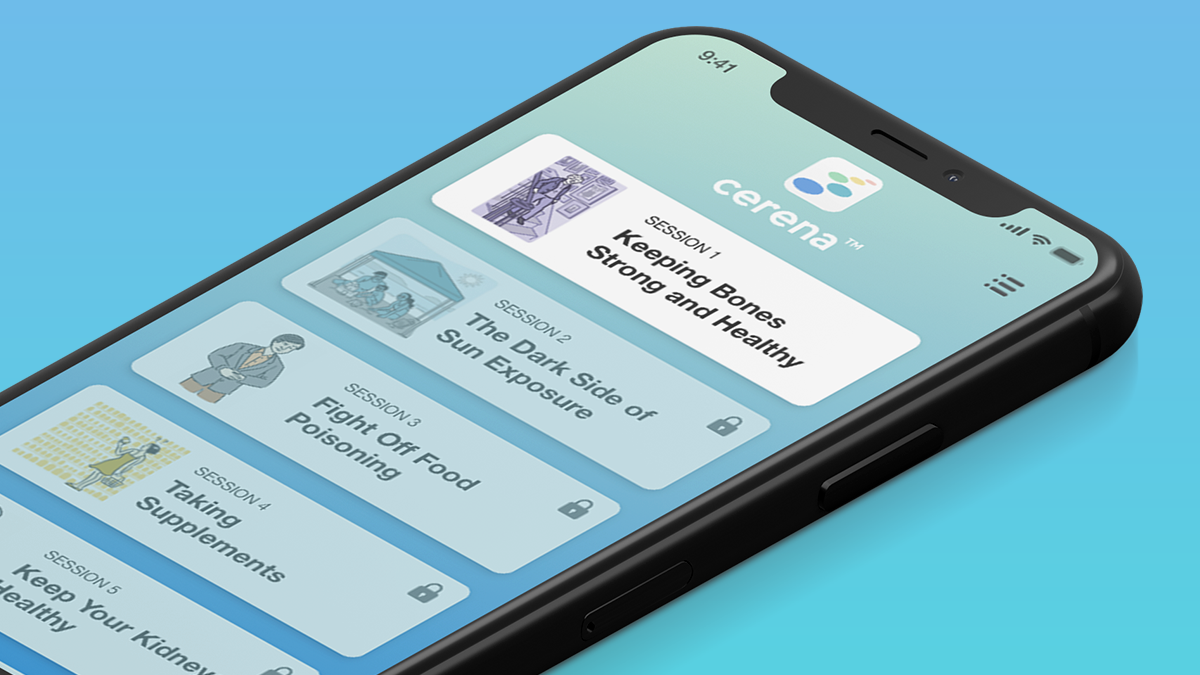 9:41
cerena™
SESSION 1
Keeping Bones
Strong and Healthy
SESSION 2
The Dark Side of
Sun Exposure
SESSION 3
Fight Off Food
Poisoning
SESSION 4
Taking
Supplements
SESSION 5
Keep Your Kidney
Healthy